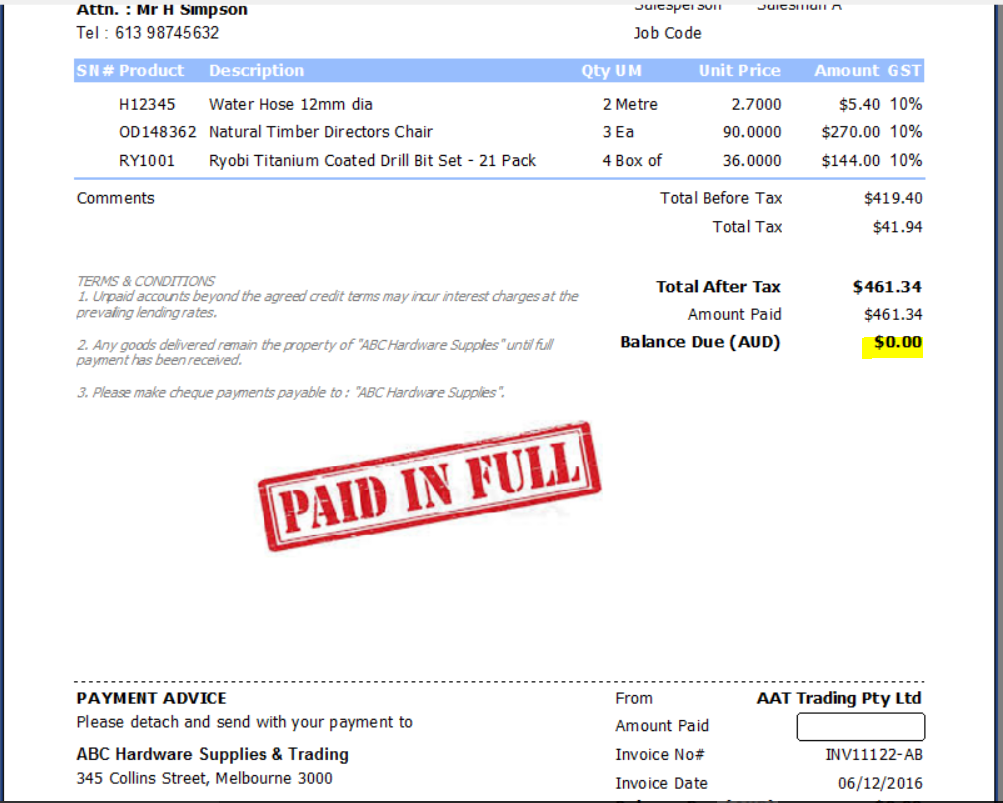 Attn. : Mr H Simpson Salesperson Salesman A
Tel : 613 98745632 Job Code
SN# Product Description Qty UM Unit Price Amount GST
H12345 Water Hose 12mm dia 2 Metre 2.7000 $5.40 10%
OD148362 Natural Timber Directors Chair 3 Ea 90.0000 $270.00 10%
RY1001 Ryobi Titanium Coated Drill Bit Set - 21 Pack 4 Box of 36.0000 $144.00 10%
Comments Total Before Tax $419.40
Total Tax $41.94
TERMS & CONDITIONS
1. Unpaid accounts beyond the agreed credit terms may incur interest charges at the
prevailing lending rates.
Total After Tax $461.34
Amount Paid $461.34
2. Any goods delivered remain the property of "ABC Hardware Supplies" until full
payment has been received.
Balance Due (AUD) $0.00
3. Please make cheque payments payable to : "ABC Hardware Supplies".
PAID IN FULL
PAYMENT ADVICE From AAT Trading Pty Ltd
Please detach and send with your payment to Amount Paid
ABC Hardware Supplies & Trading Invoice No# INV11122-AB
345 Collins Street, Melbourne 3000 Invoice Date 06/12/2016